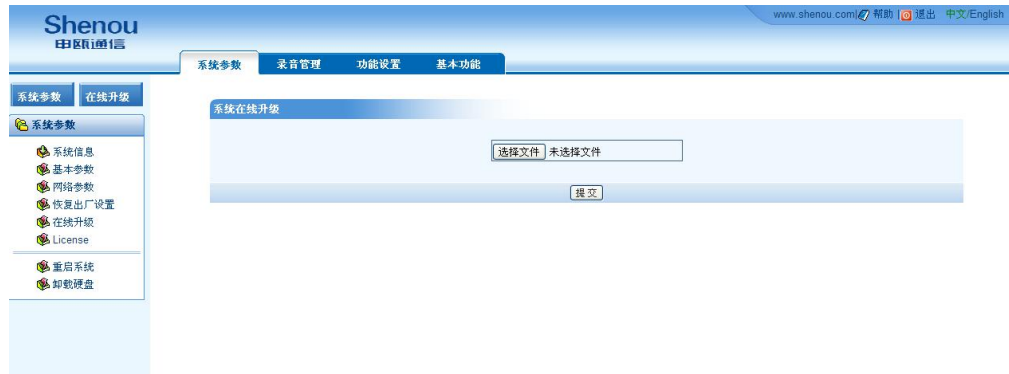 www.shenou.com| 帮助 | 退出 中文/English
Shenou
申瓯通信
系统参数 录音管理 功能设置 基本功能
系统参数 在线升级
系统参数
系统信息
基本参数
网络参数
恢复出厂设置
在线升级
License
重启系统
卸载硬盘
系统在线升级
选择文件 未选择文件
提交